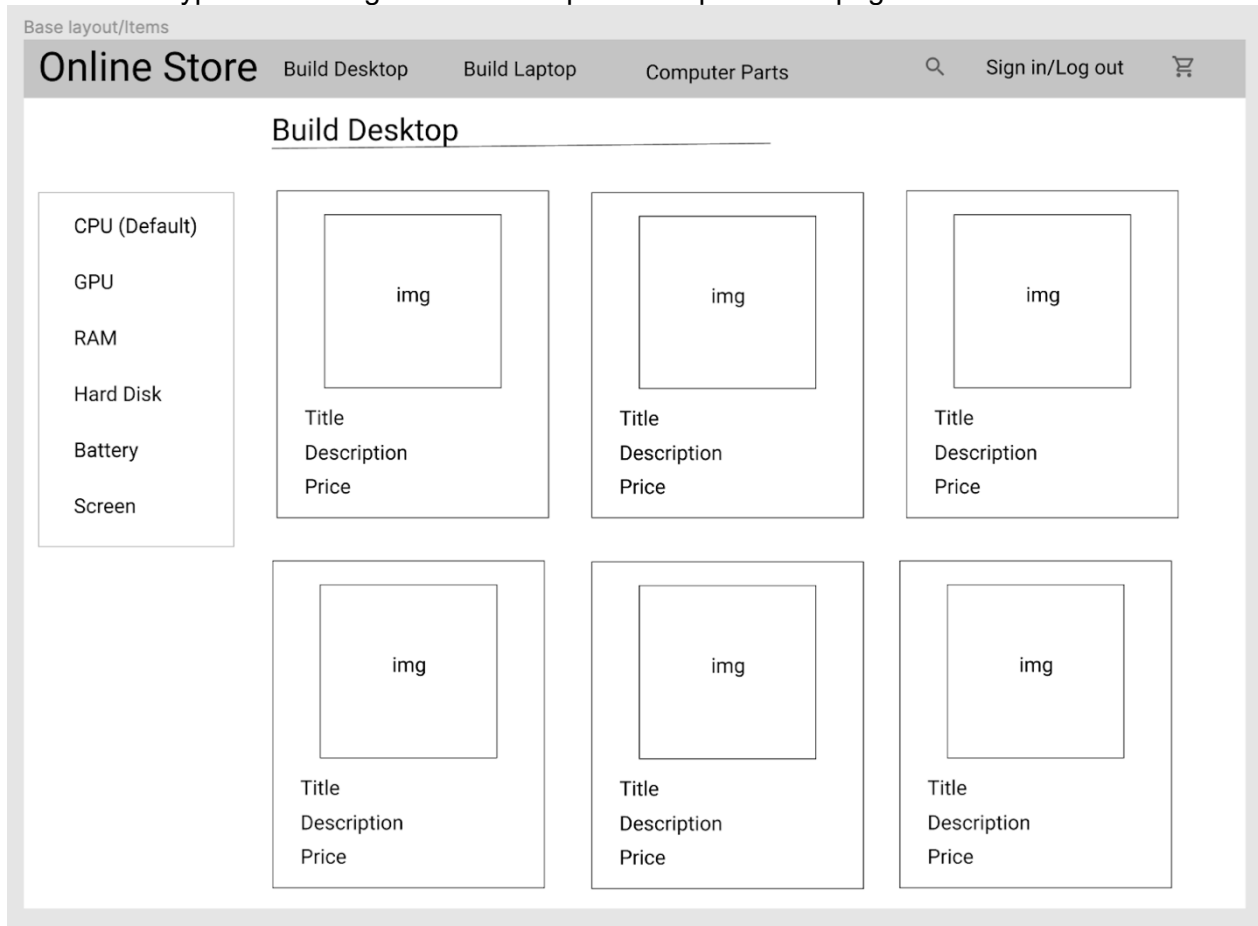 Base layout/Items
Online Store Build Desktop Build Laptop Computer Parts Sign in/Log out
Build Desktop
CPU (Default)
GPU
RAM
Hard Disk
Battery
Screen
img
Title
Description
Price
img
Title
Description
Price
img
Title
Description
Price
img
Title
Description
Price
img
Title
Description
Price
img
Title
Description
Price